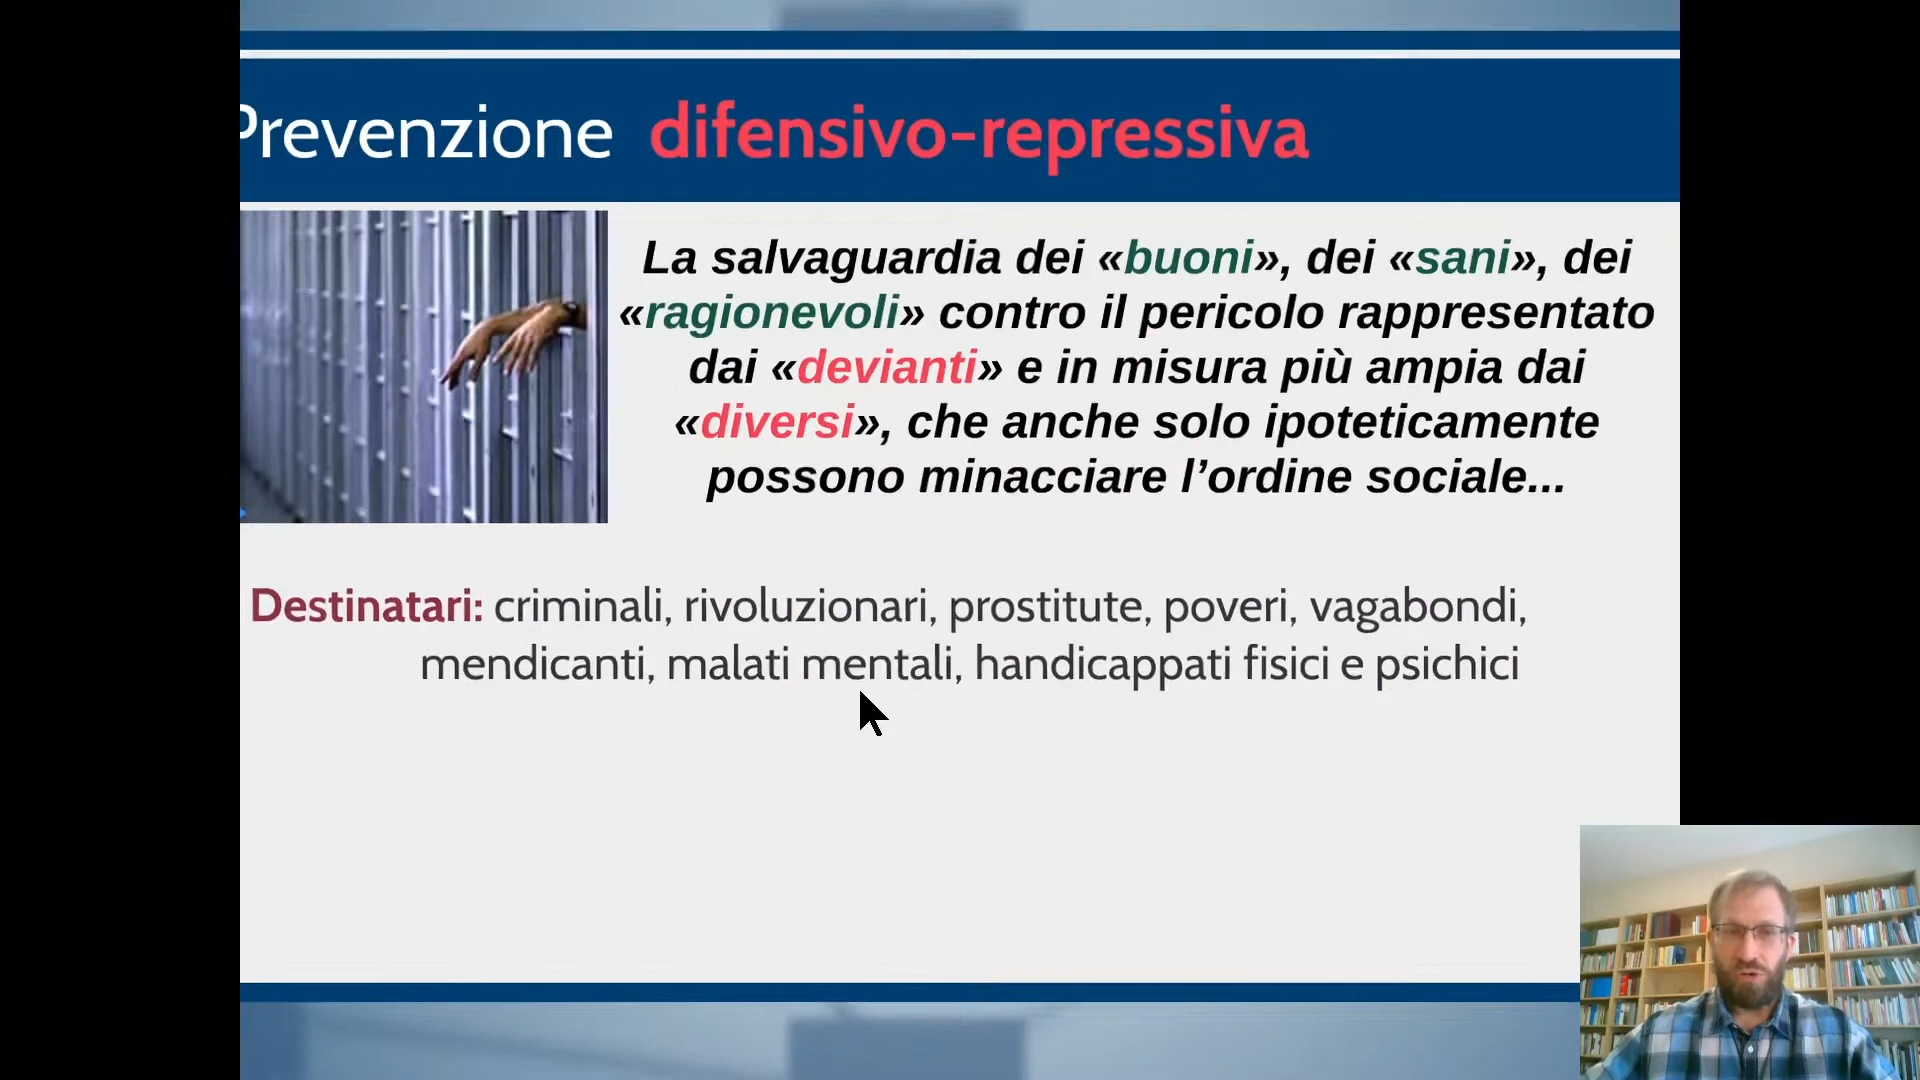 Prevenzione difensivo-repressiva
La salvaguardia dei «buoni», dei «sani», dei
«ragionevoli» contro il pericolo rappresentato
dai «devianti» e in misura più ampia dai
«diversi», che anche solo ipoteticamente
possono minacciare l’ordine sociale...
Destinatari: criminali, rivoluzionari, prostitute, poveri, vagabondi,
mendicanti, malati mentali, handicappati fisici e psichici